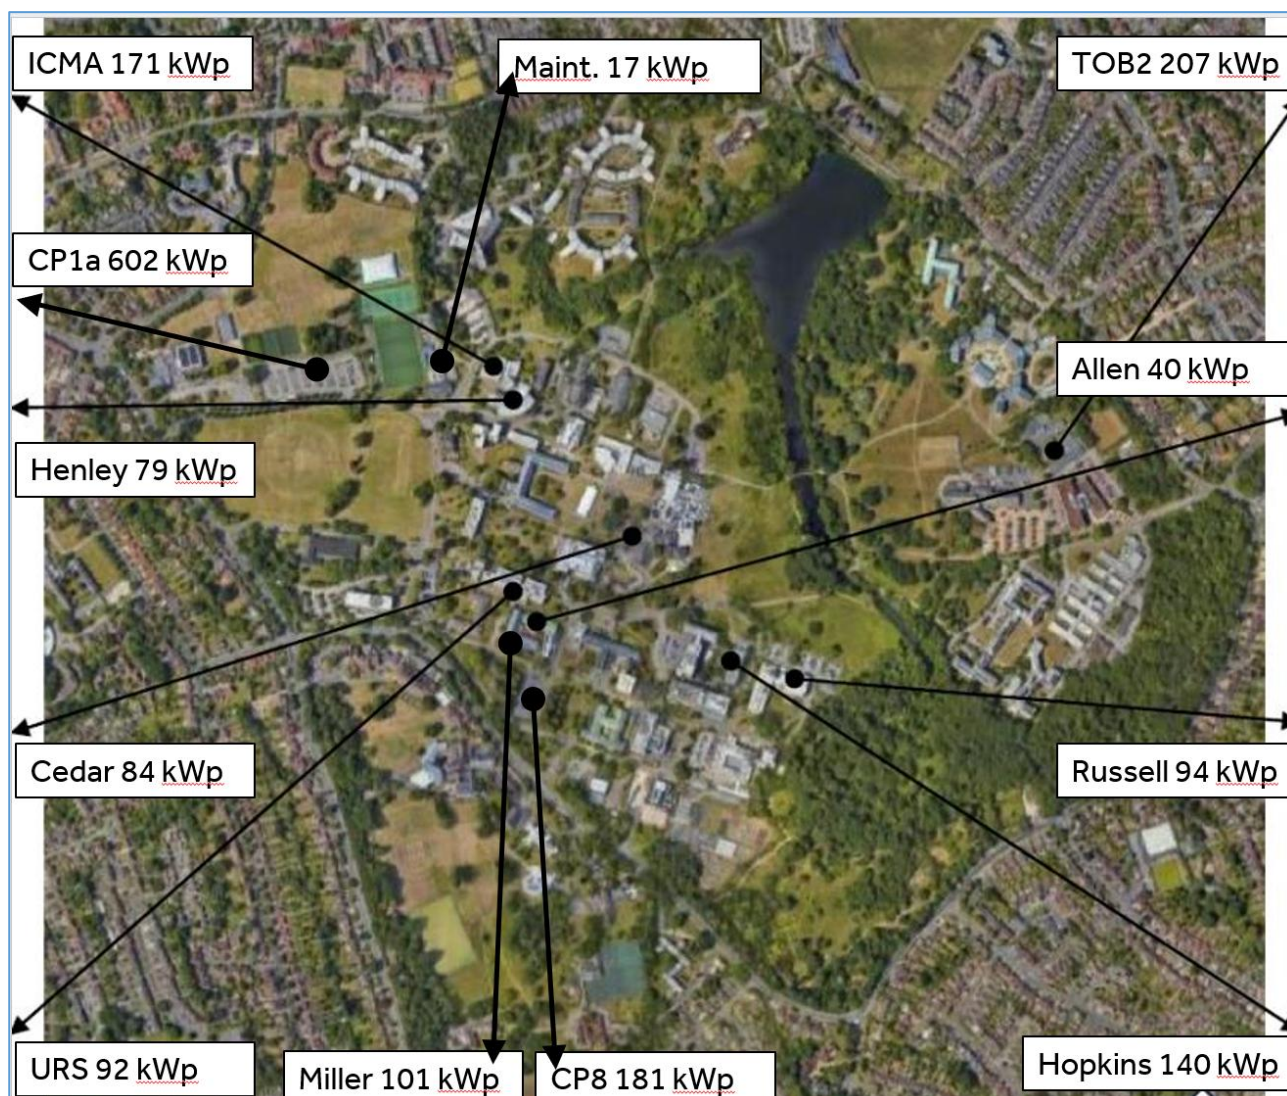 ICMA 171 kWp
Maint. 17 kWp
TOB2 207 kWp
CP1a 602 kWp
Allen 40 kWp
Henley 79 kWp
Cedar 84 kWp
Russell 94 kWp
URS 92 kWp
Miller 101 kWp
CP8 181 kWp
Hopkins 140 kWp